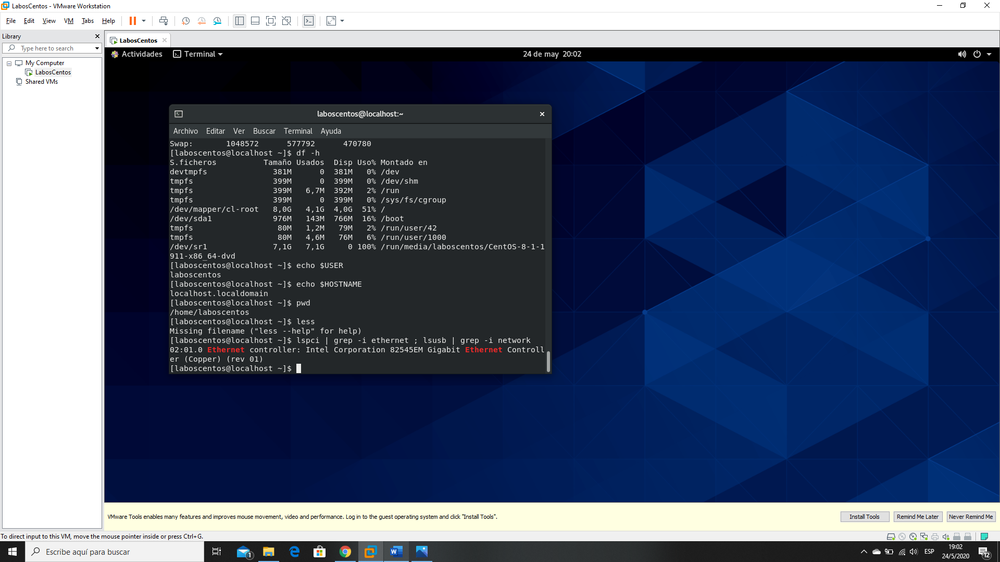 LabosCentos - VMware Workstation
File Edit View VM Tabs Help
Library
Type here to search
My Computer
LabosCentos
Shared VMs
LabosCentos
Actividades Terminal 24 de may 20:02
laboscentos@localhost:~
Archivo Editar Ver Buscar Terminal Ayuda
Swap: 1048572 577792 470780
[laboscentos@localhost ~]$ df -h
S.ficheros Tamaño Usados Disp Uso% Montado en
devtmpfs 381M 0 381M 0% /dev
tmpfs 399M 0 399M 0% /dev/shm
tmpfs 399M 6,7M 392M 2% /run
tmpfs 399M 0 399M 0% /sys/fs/cgroup
/dev/mapper/cl-root 8,0G 4,1G 4,0G 51% /
/dev/sda1 976M 143M 766M 16% /boot
tmpfs 80M 1,2M 79M 2% /run/user/42
tmpfs 80M 4,6M 76M 6% /run/user/1000
/dev/sr1 7,1G 7,1G 0 100% /run/media/laboscentos/CentOS-8-1-1
911-x86_64-dvd
[laboscentos@localhost ~]$ echo $USER
laboscentos
[laboscentos@localhost ~]$ echo $HOSTNAME
localhost.localdomain
[laboscentos@localhost ~]$ pwd
/home/laboscentos
[laboscentos@localhost ~]$ less
Missing filename ("less --help" for help)
[laboscentos@localhost ~]$ lspci | grep -i ethernet ; lsusb | grep -i network
02:01.0 Ethernet controller: Intel Corporation 82545EM Gigabit Ethernet Controll
er (Copper) (rev 01)
[laboscentos@localhost ~]$
VMware Tools enables many features and improves mouse movement, video and performance. Log in to the guest operating system and click "Install Tools".
Install Tools Remind Me Later Never Remind Me
To direct input to this VM, move the mouse pointer inside or press Ctrl+G.
Escribe aquí para buscar
1
ESP
19:02
24/5/2020
12